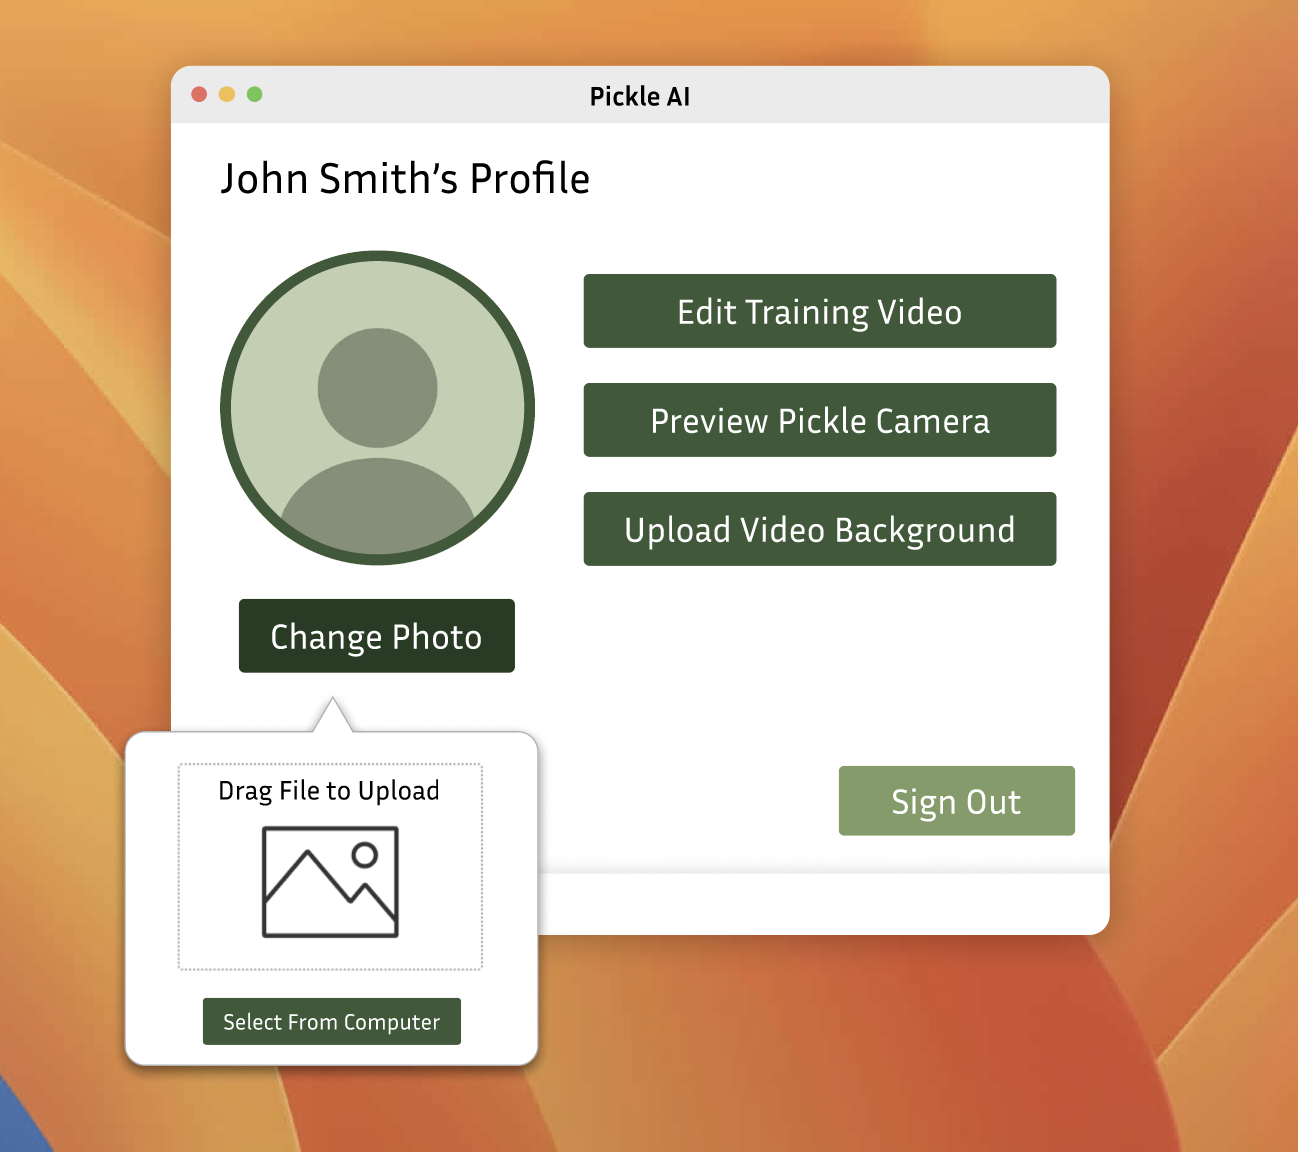 Pickle AI
John Smith’s Profile
Edit Training Video
Preview Pickle Camera
Upload Video Background
Change Photo
Drag File to Upload
Select From Computer
Sign Out